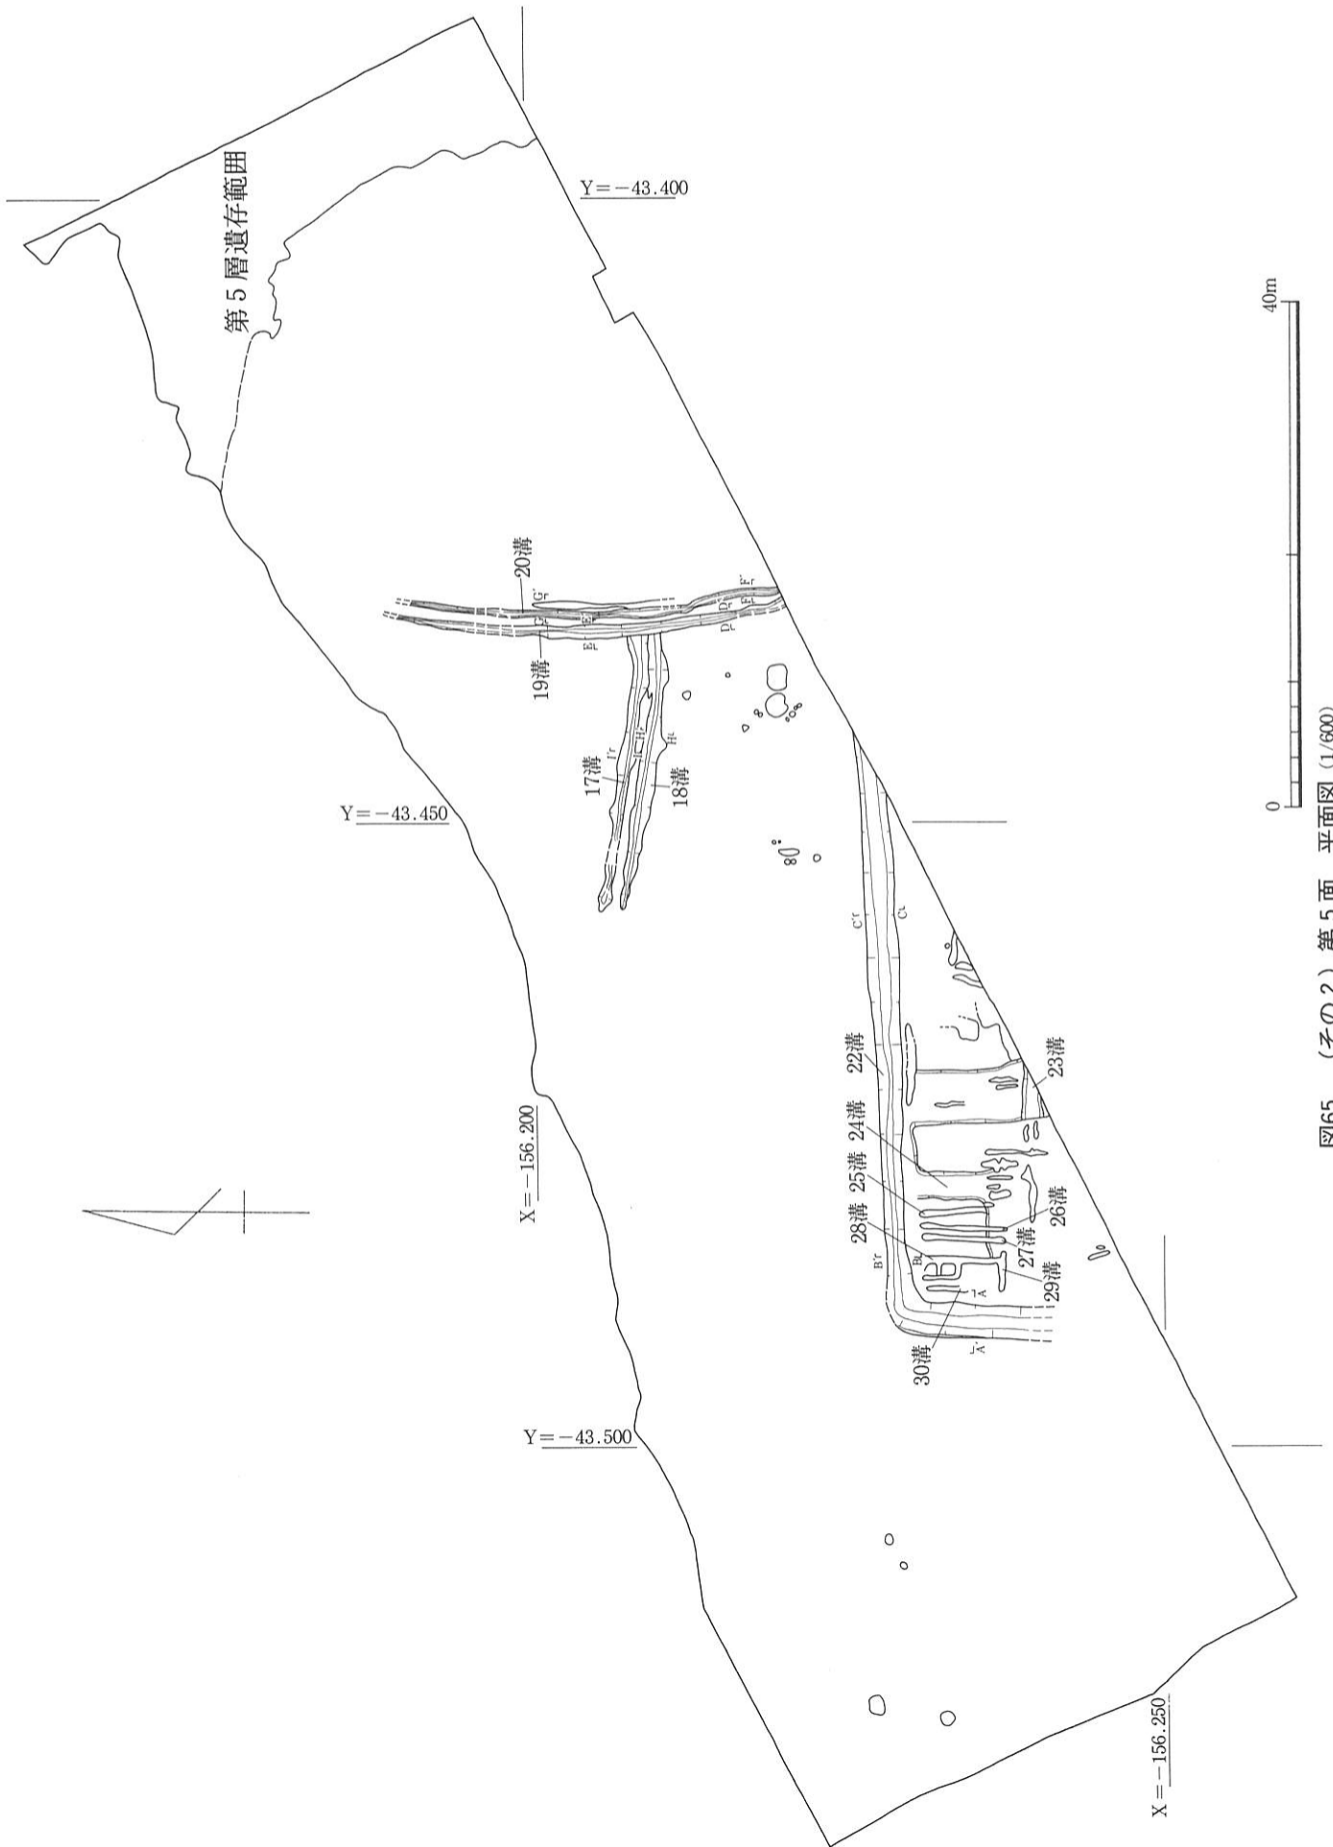 第5層遺存範囲
Y=-43.400
20溝
G'
G
E'
E
19溝
D'
D
F'
F
17溝
18溝
I'
I
H'
H
Y=-43.450
C'
C
22溝
23溝
24溝
25溝
28溝
26溝
27溝
29溝
30溝
B'
B
A
A'
X=-156.200
Y=-43.500
X=-156.250
0
40m
図65 (その2) 第5面 平面図 (1/600)